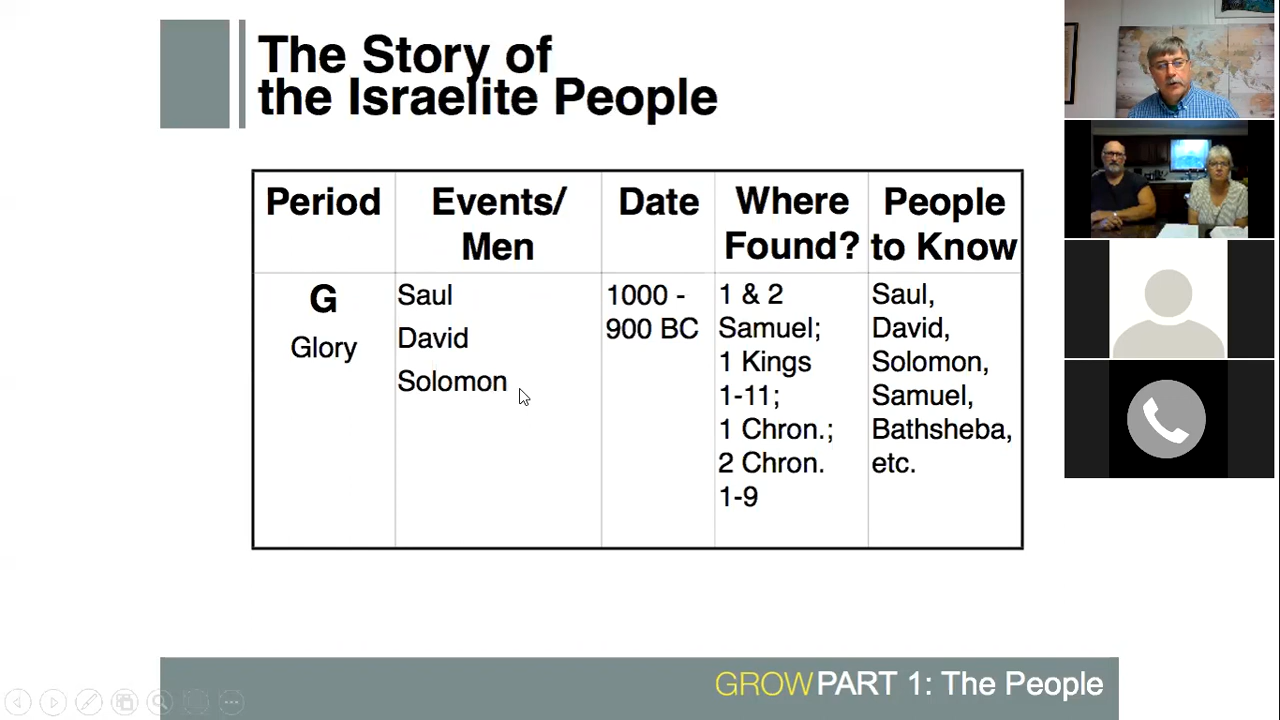 The Story of
the Israelite People
Period
Events/
Men
Date
Where
Found?
People
to Know
G
Glory
Saul
David
Solomon
1000 -
900 BC
1 & 2
Samuel;
1 Kings
1-11;
1 Chron.;
2 Chron.
1-9
Saul,
David,
Solomon,
Samuel,
Bathsheba,
etc.
GROW PART 1: The People